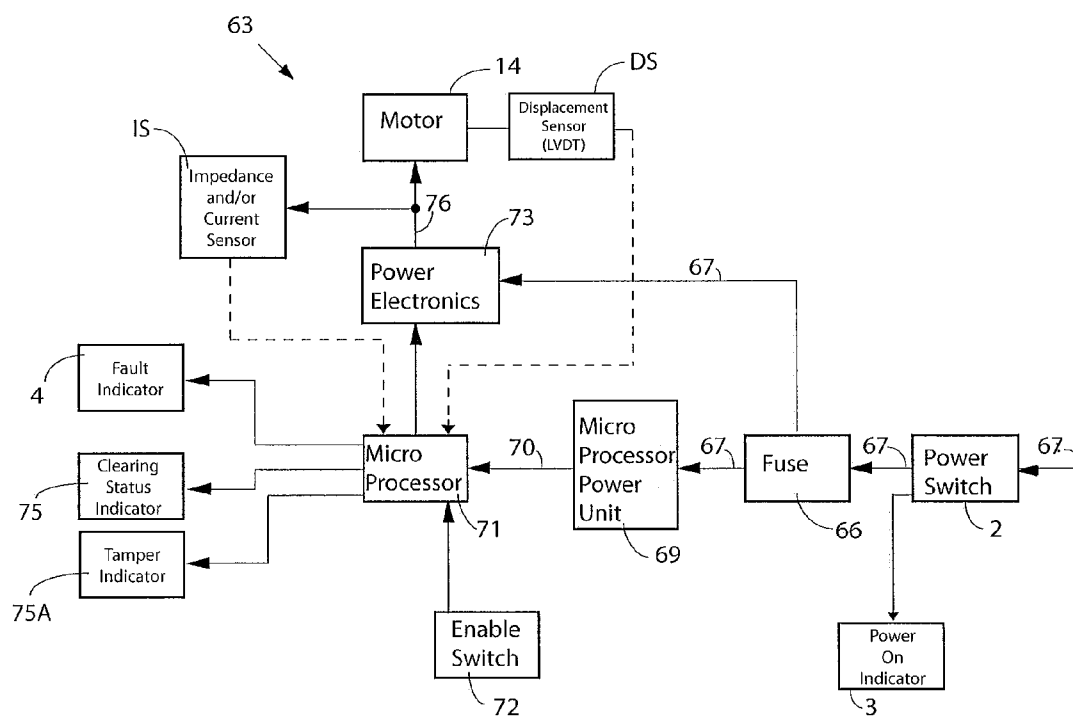 63
14
DS
Motor
Displacement
Sensor
(LVDT)
IS
Impedance
and/or
Current
Sensor
76
73
Power
Electronics
67
4
Fault
Indicator
Clearing
Status
Indicator
75
Tamper
Indicator
75A
Micro
Processor
71
70
Micro
Processor
Power
Unit
69
67
Fuse
66
67
Power
Switch
2
67
Enable
Switch
72
Power
On
Indicator
3